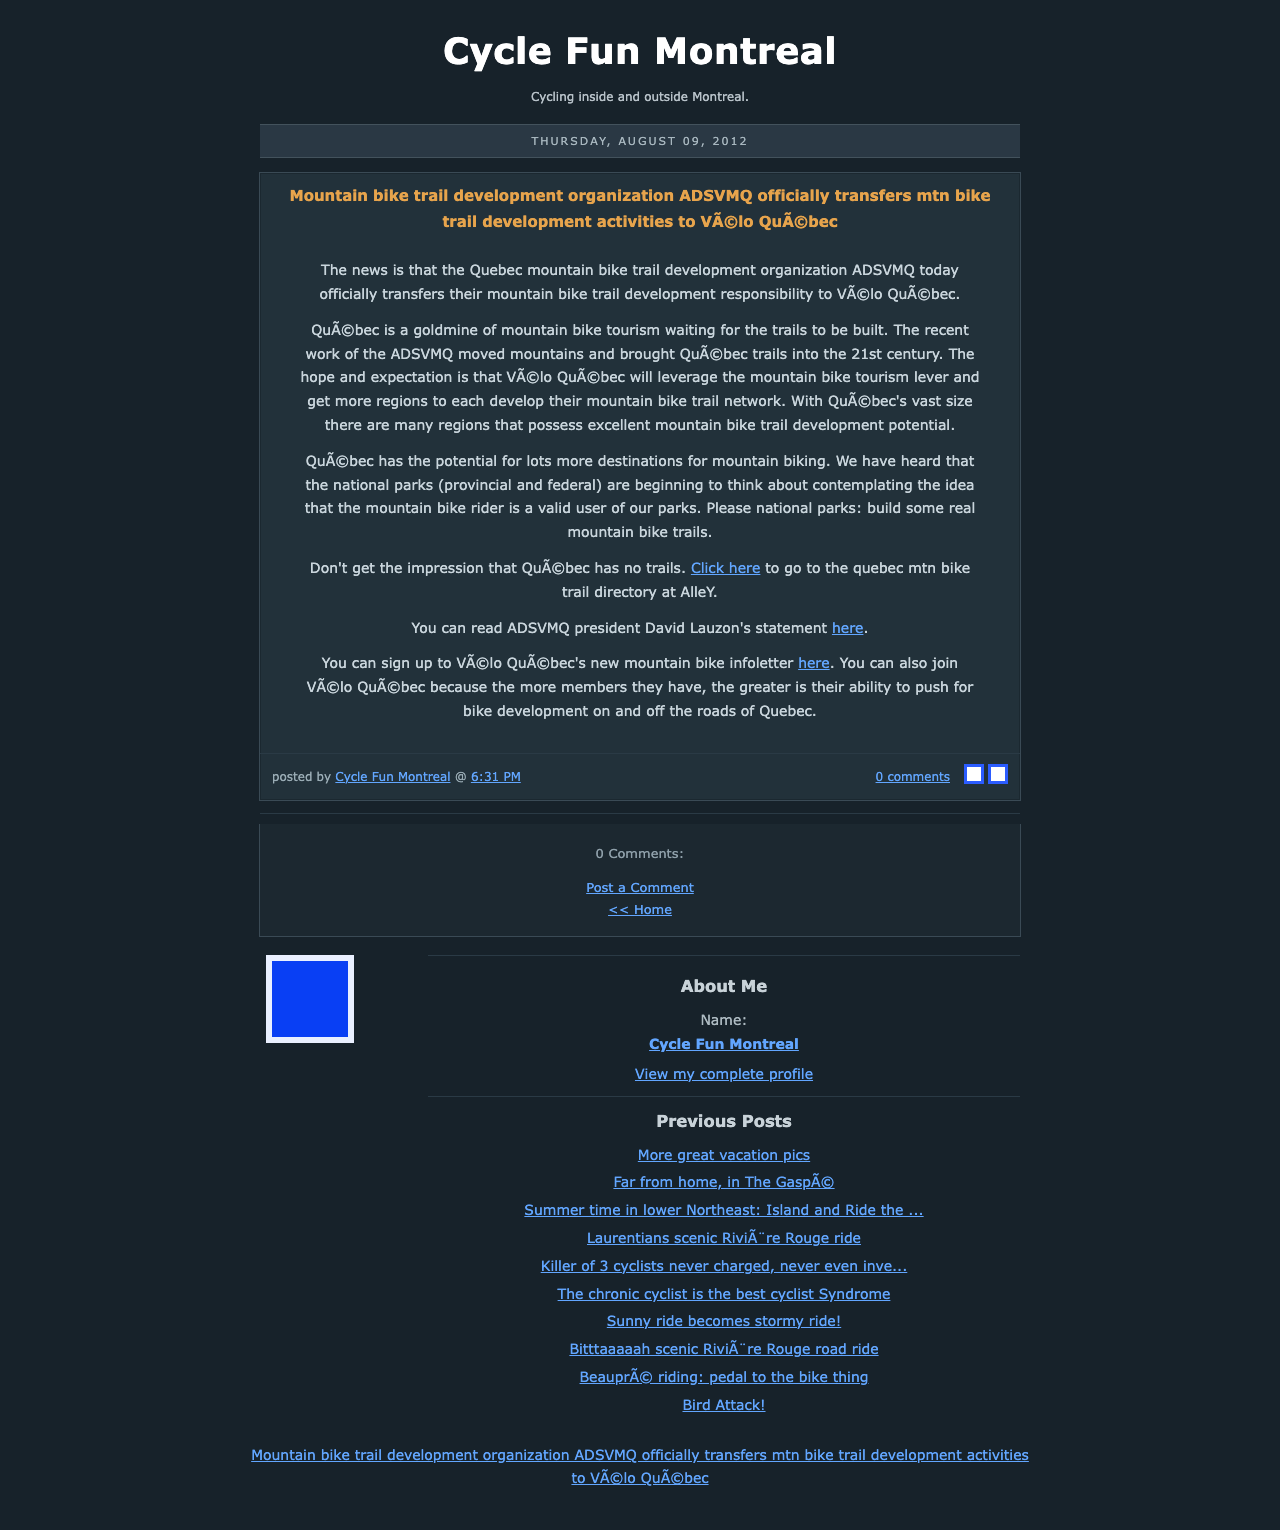 Cycle Fun Montreal
Cycling inside and outside Montreal.
THURSDAY, AUGUST 09, 2012
Mountain bike trail development organization ADSVMQ officially transfers mtn bike
trail development activities to VÃ©lo QuÃ©bec
The news is that the Quebec mountain bike trail development organization ADSVMQ today
officially transfers their mountain bike trail development responsibility to VÃ©lo QuÃ©bec.
QuÃ©bec is a goldmine of mountain bike tourism waiting for the trails to be built. The recent
work of the ADSVMQ moved mountains and brought QuÃ©bec trails into the 21st century. The
hope and expectation is that VÃ©lo QuÃ©bec will leverage the mountain bike tourism lever and
get more regions to each develop their mountain bike trail network. With QuÃ©bec's vast size
there are many regions that possess excellent mountain bike trail development potential.
QuÃ©bec has the potential for lots more destinations for mountain biking. We have heard that
the national parks (provincial and federal) are beginning to think about contemplating the idea
that the mountain bike rider is a valid user of our parks. Please national parks: build some real
mountain bike trails.
Don't get the impression that QuÃ©bec has no trails. Click here to go to the quebec mtn bike
trail directory at AlleY.
You can read ADSVMQ president David Lauzon's statement here.
You can sign up to VÃ©lo QuÃ©bec's new mountain bike infoletter here. You can also join
VÃ©lo QuÃ©bec because the more members they have, the greater is their ability to push for
bike development on and off the roads of Quebec.
posted by Cycle Fun Montreal @ 6:31 PM
0 comments
0 Comments:
Post a Comment
<< Home
About Me
Name:
Cycle Fun Montreal
View my complete profile
Previous Posts
More great vacation pics
Far from home, in The GaspÃ©
Summer time in lower Northeast: Island and Ride the ...
Laurentians scenic RiviÃ¨re Rouge ride
Killer of 3 cyclists never charged, never even inve...
The chronic cyclist is the best cyclist Syndrome
Sunny ride becomes stormy ride!
Bitttaaaaah scenic RiviÃ¨re Rouge road ride
BeauprÃ© riding: pedal to the bike thing
Bird Attack!
Mountain bike trail development organization ADSVMQ officially transfers mtn bike trail development activities
to VÃ©lo QuÃ©bec